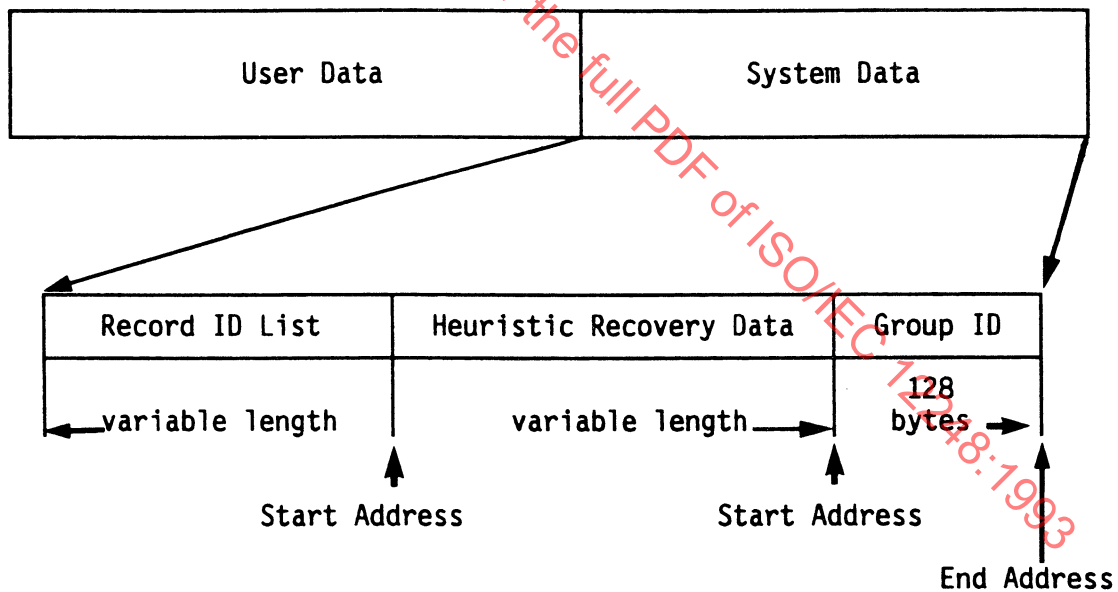 User Data
System Data
Record ID List
Heuristic Recovery Data
Group ID
variable length
variable length
128
bytes
Start Address
Start Address
End Address
the full PDF of ISO/IEC 12248:1993